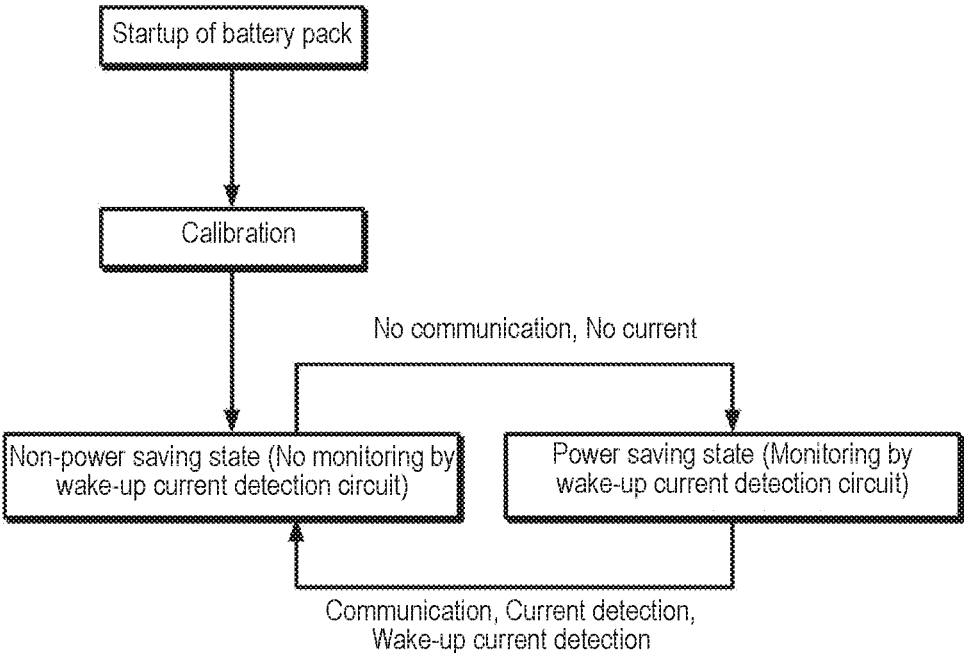 Startup of battery pack
Calibration
No communication, No current
Non-power saving state (No monitoring by
wake-up current detection circuit)
Power saving state (Monitoring by
wake-up current detection circuit)
Communication, Current detection,
Wake-up current detection